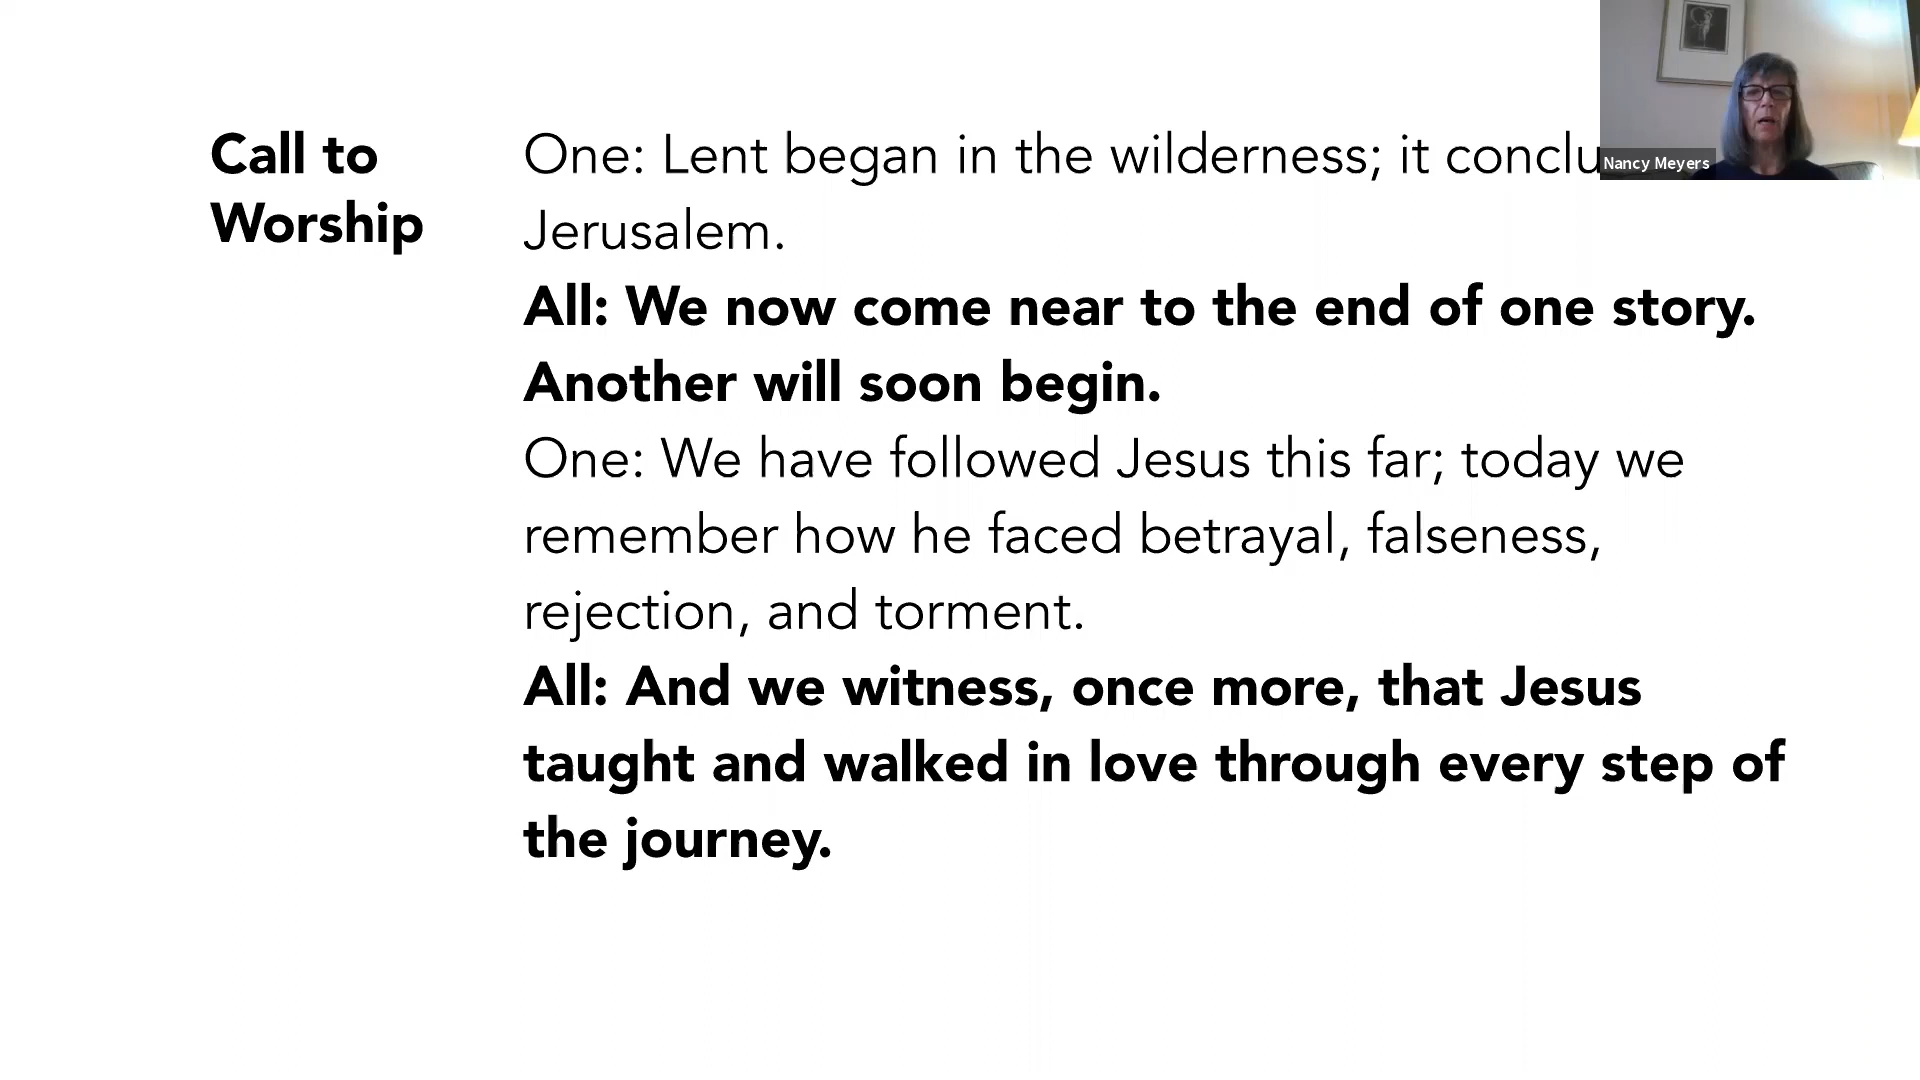 Call to
Worship
One: Lent began in the wilderness; it conclu
Jerusalem.
All: We now come near to the end of one story.
Another will soon begin.
One: We have followed Jesus this far; today we
remember how he faced betrayal, falseness,
rejection, and torment.
All: And we witness, once more, that Jesus
taught and walked in love through every step of
the journey.
Nancy Meyers